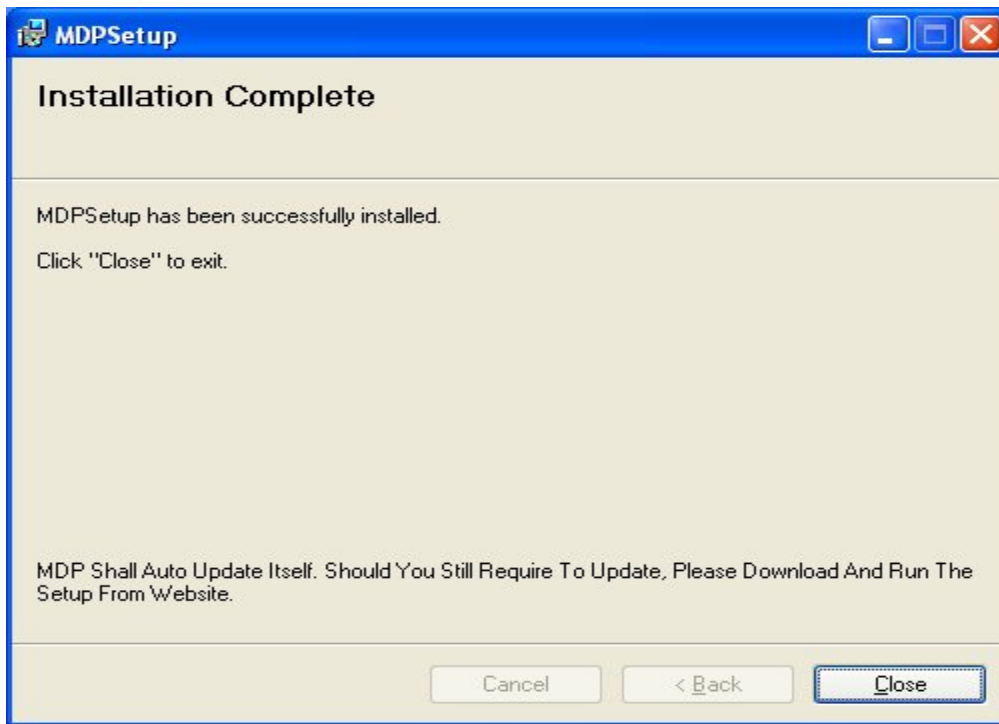 MDPSetup
Installation Complete
MDPSetup has been successfully installed.
Click "Close" to exit.
MDP Shall Auto Update Itself. Should You Still Require To Update, Please Download And Run The
Setup From Website.
Cancel
< Back
Close